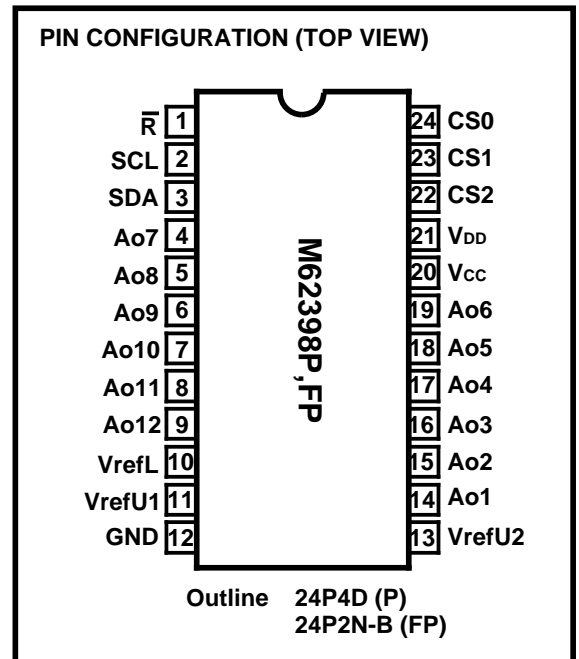 PIN CONFIGURATION (TOP VIEW)
R̅ 1 24 CS0
SCL 2 23 CS1
SDA 3 22 CS2
Ao7 4 21 VDD
Ao8 5 20 VCC
Ao9 6 19 Ao6
Ao10 7 18 Ao5
Ao11 8 17 Ao4
Ao12 9 16 Ao3
VrefL 10 15 Ao2
VrefU1 11 14 Ao1
GND 12 13 VrefU2
M62398P,FP
Outline 24P4D (P)
24P2N-B (FP)